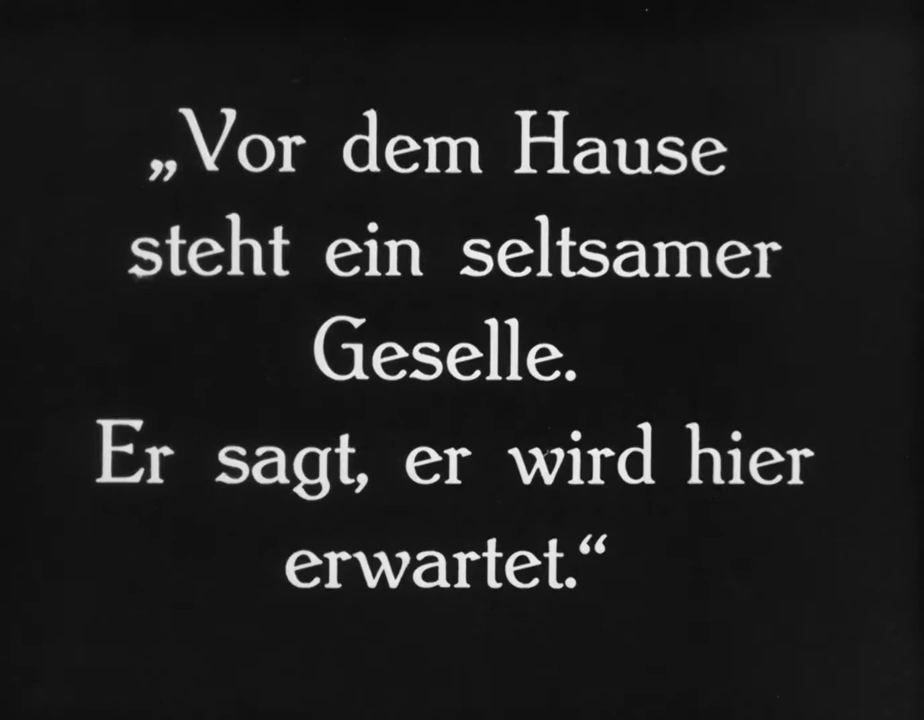 „Vor dem Hause
steht ein seltsamer
Geselle.
Er sagt, er wird hier
erwartet.“